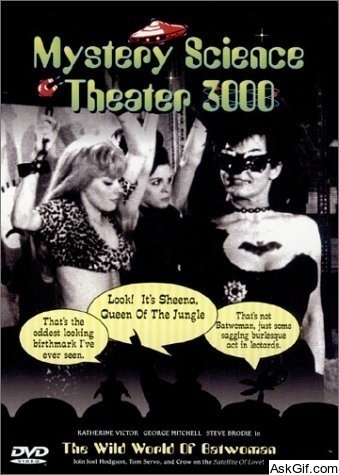 Mystery Science
Theater 3000
Look! It's Sheena,
Queen Of The Jungle
That's the
oddest looking
birthmark I've
ever seen.
That's not
Batwoman, just some
sagging burlesque
act in leotards.
KATHERINE VICTOR GEORGE MITCHELL STEVE BRODIE in
The Wild World Of Batwoman
Join Joel Hodgson, Tom Servo, and Crow on the Satellite Of Love!
DVD
VIDEO
AskGif.com